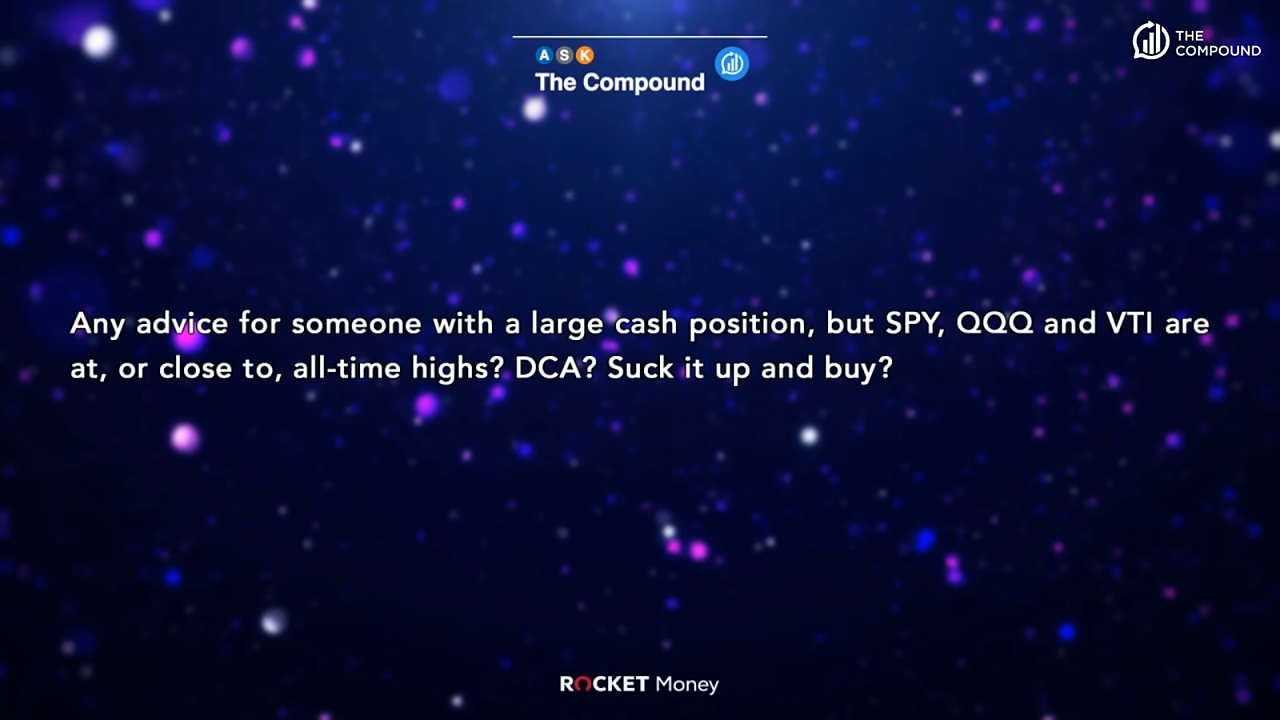 ASK
The Compound
THE
COMPOUND
Any advice for someone with a large cash position, but SPY, QQQ and VTI are
at, or close to, all-time highs? DCA? Suck it up and buy?
ROCKET Money